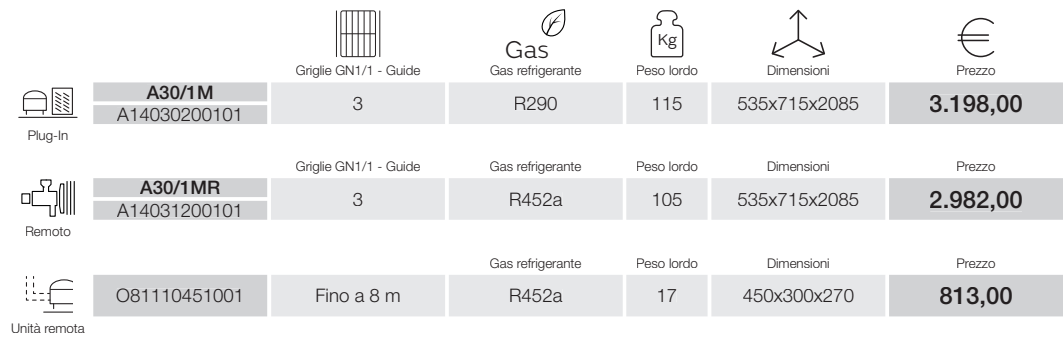 Gas
Kg
Griglie GN1/1 - Guide Gas refrigerante Peso lordo Dimensioni Prezzo
A30/1M
A14030200101
3 R290 115 535x715x2085 3.198,00
Plug-In
Griglie GN1/1 - Guide Gas refrigerante Peso lordo Dimensioni Prezzo
A30/1MR
A14031200101
3 R452a 105 535x715x2085 2.982,00
Remoto
Gas refrigerante Peso lordo Dimensioni Prezzo
O81110451001 Fino a 8 m R452a 17 450x300x270 813,00
Unità remota